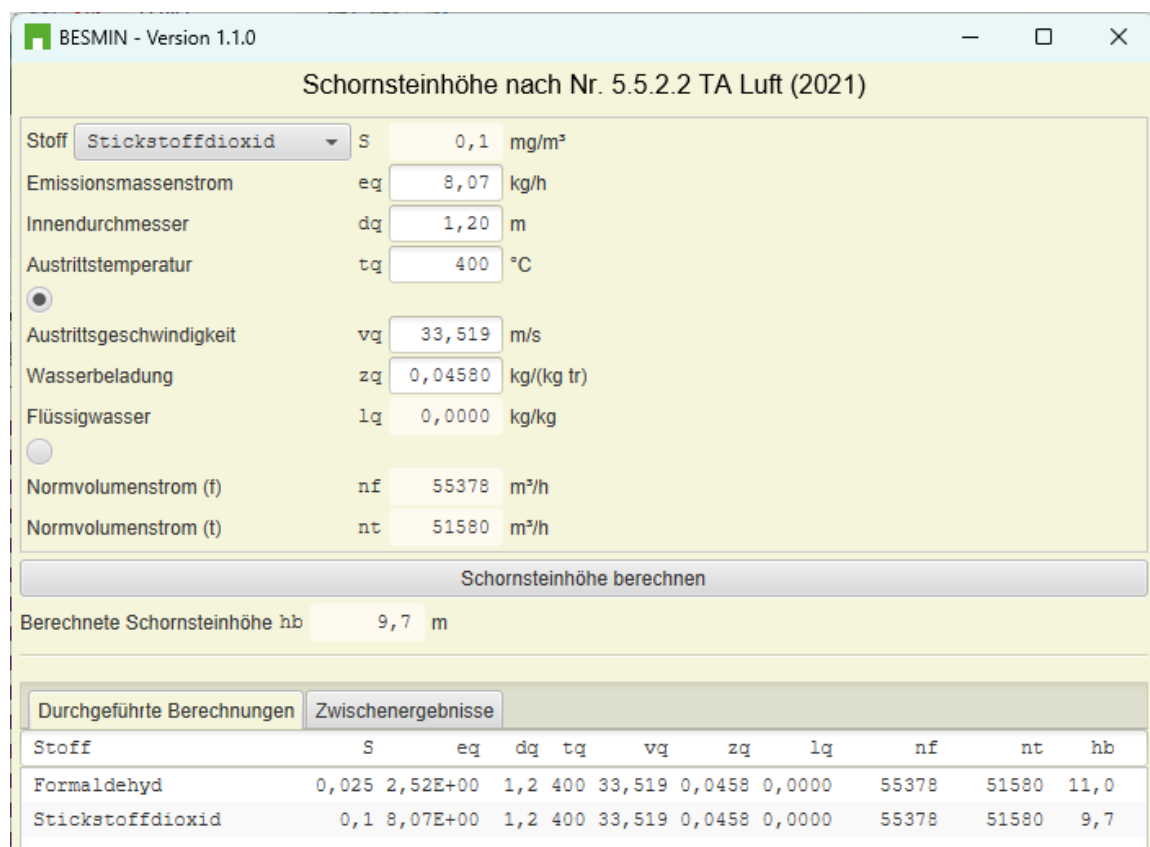 BESMIN - Version 1.1.0
Schornsteinhöhe nach Nr. 5.5.2.2 TA Luft (2021)
Stoff Stickstoffdioxid S 0,1 mg/m³
Emissionsmassenstrom eq 8,07 kg/h
Innendurchmesser dq 1,20 m
Austrittstemperatur tq 400 °C
Austrittsgeschwindigkeit vq 33,519 m/s
Wasserbeladung zq 0,04580 kg/(kg tr)
Flüssigwasser lq 0,0000 kg/kg
Normvolumenstrom (f) nf 55378 m³/h
Normvolumenstrom (t) nt 51580 m³/h
Schornsteinhöhe berechnen
Berechnete Schornsteinhöhe hb 9,7 m
Durchgeführte Berechnungen Zwischenergebnisse
Stoff S eq dq tq vq zq lq nf nt hb
Formaldehyd 0,025 2,52E+00 1,2 400 33,519 0,0458 0,0000 55378 51580 11,0
Stickstoffdioxid 0,1 8,07E+00 1,2 400 33,519 0,0458 0,0000 55378 51580 9,7